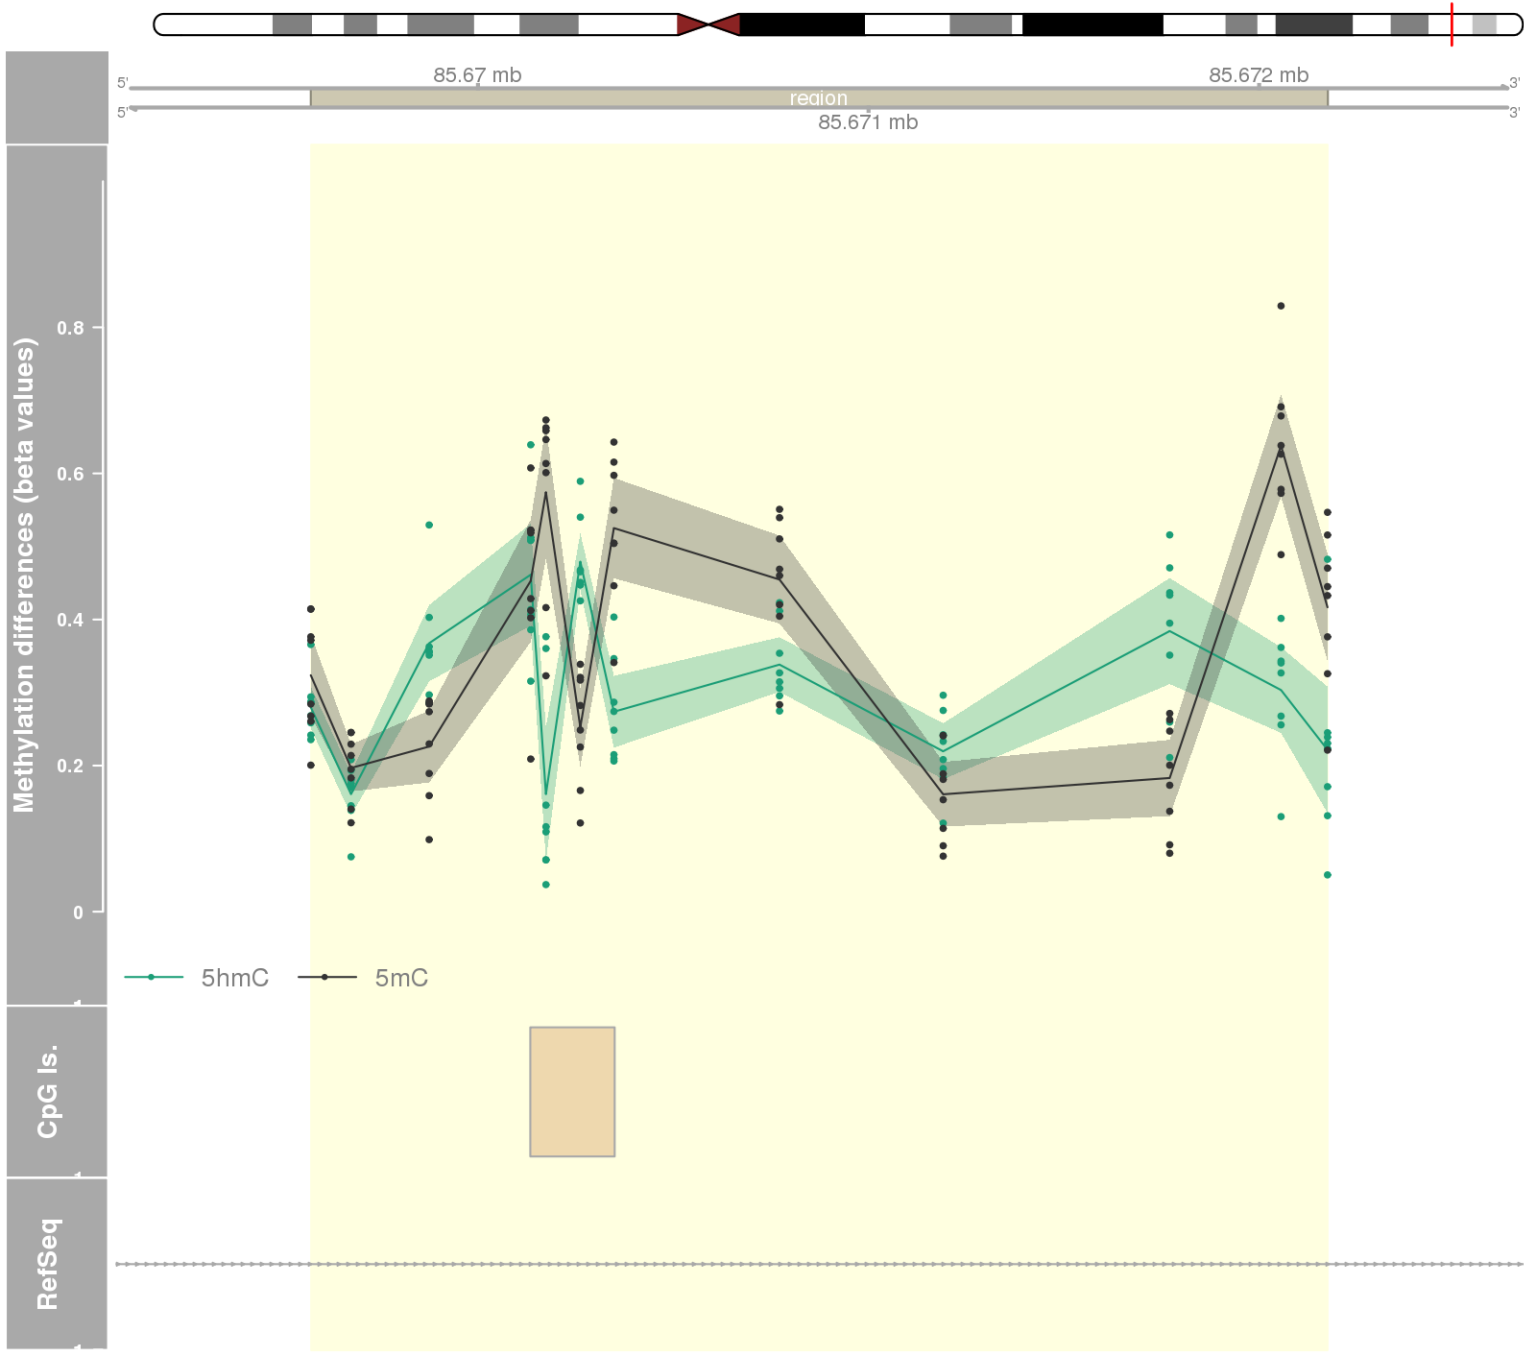 85.67 mb
85.672 mb
5'
3'
region
5'
3'
85.671 mb
Methylation differences (beta values)
0.8
0.6
0.4
0.2
0
5hmC
5mC
CpG Is.
RefSeq